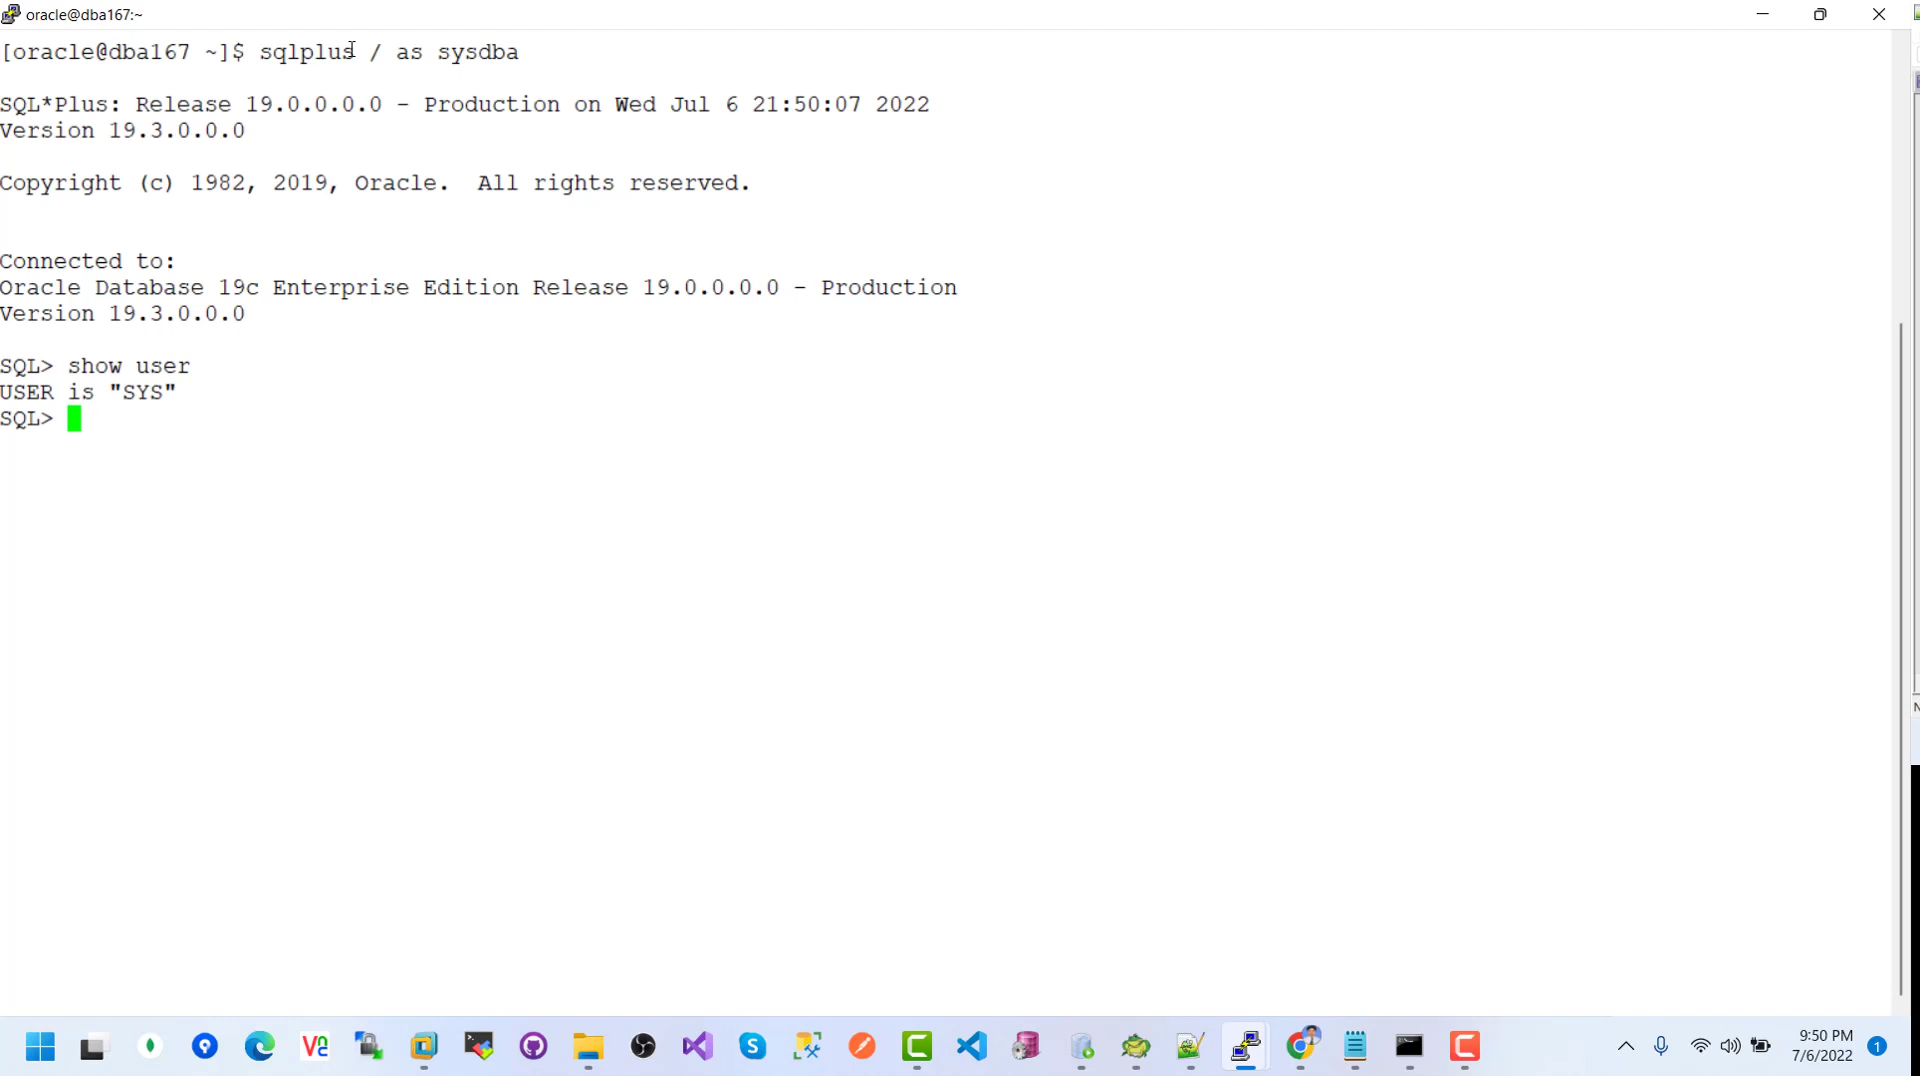 oracle@dba167:~
[oracle@dba167 ~]$ sqlplus / as sysdba
SQL*Plus: Release 19.0.0.0.0 - Production on Wed Jul 6 21:50:07 2022
Version 19.3.0.0.0
Copyright (c) 1982, 2019, Oracle.  All rights reserved.
Connected to:
Oracle Database 19c Enterprise Edition Release 19.0.0.0.0 - Production
Version 19.3.0.0.0
SQL> show user
USER is "SYS"
SQL>
9:50 PM
7/6/2022
1